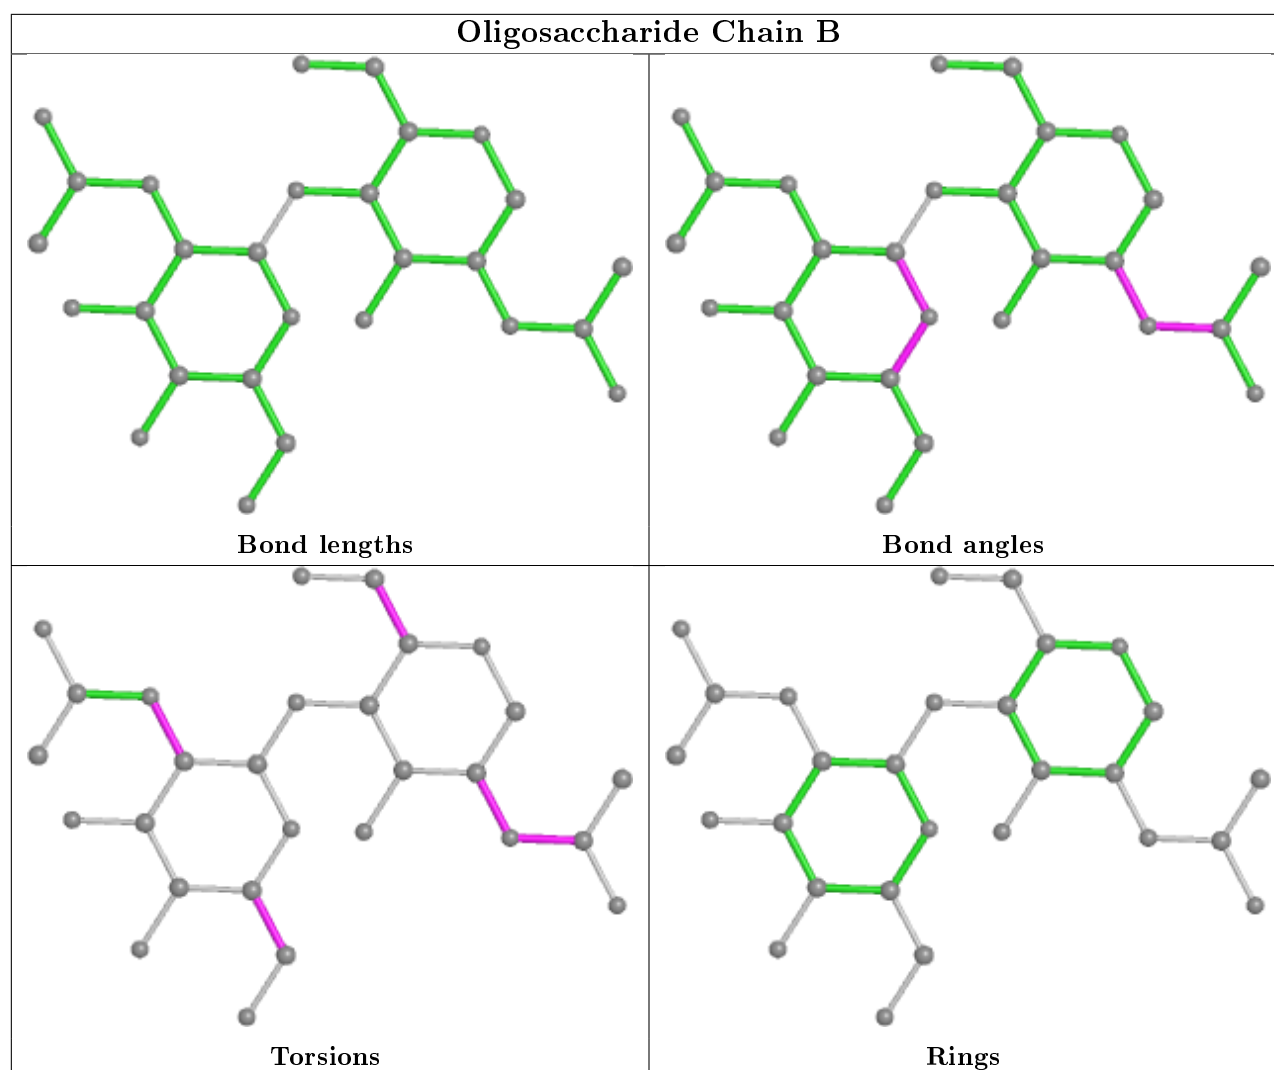 Oligosaccharide Chain B
Bond lengths
Bond angles
Torsions
Rings